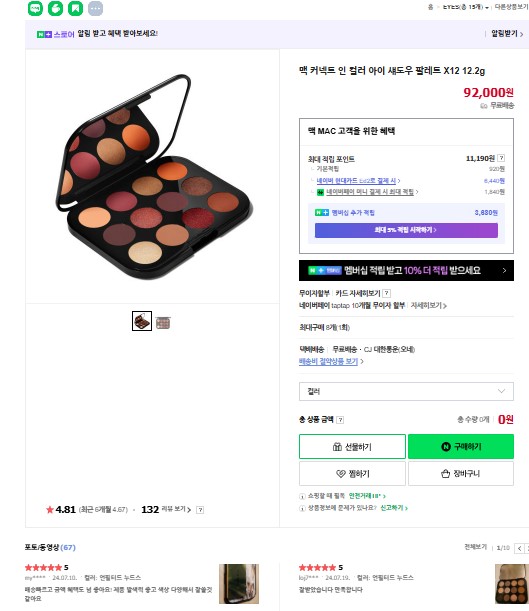 홈 › EYES(총 15개) 다른상품보기
N+ 스토어 알림 받고 혜택 받아보세요! 알림받기 >
맥 커넥트 인 컬러 아이 섀도우 팔레트 X12 12.2g
92,000원
무료배송
맥 MAC 고객을 위한 혜택
최대 적립 포인트 11,190원 ?
기본적립 920원
네이버 현대카드 Ed2로 결제 시 > 6,440원
네이버페이 머니 결제 시 최대 적립 > 1,840원
N+ 멤버십 추가 적립 3,680원
최대 5% 적립 시작하기 >
멤버십 적립 받고 10% 더 적립 받으세요 >
무이자할부 카드 자세히보기 ?
네이버페이 taptap 10개월 무이자 할부 자세히보기 >
최대구매 8개(1회)
택배배송 무료배송 · CJ 대한통운(오네)
배송비 절약상품 보기 >
컬러
총 상품 금액 ? 총 수량 0개 0원
선물하기 N 구매하기
찜하기 장바구니
쇼핑할 때 필독 안전거래 TIP >
상품정보에 문제가 있나요? 신고하기 >
★ 4.81 (최근 6개월 4.67) · 132 리뷰 보기 > ?
포토/동영상 (67) 전체보기 1/10 < >
★★★★★ 5
my**** · 24.07.10. · 컬러: 언필터드 누드스
배송빠르고 금액 혜택도 넘 좋아요! 제품 발색력 좋고 색상 다양해서 잘쓸것
같아요
★★★★★ 5
loj7*** · 24.07.19. · 컬러: 언필터드 누드스
잘받았습니다 만족합니다